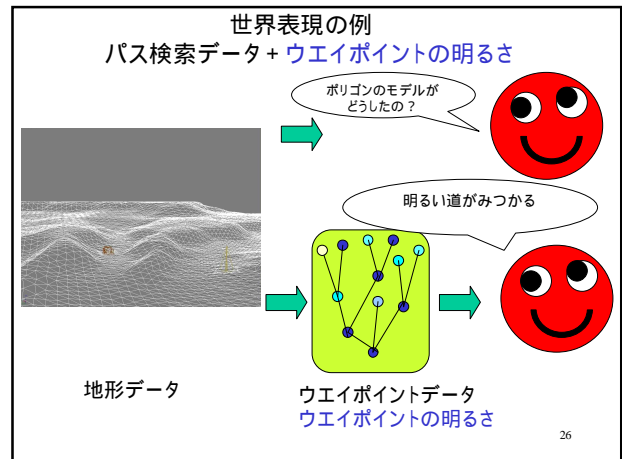 世界表現の例
パス検索データ + ウエイポイントの明るさ
ポリゴンのモデルが
どうしたの？
明るい道がみつかる
地形データ
ウエイポイントデータ
ウエイポイントの明るさ
26